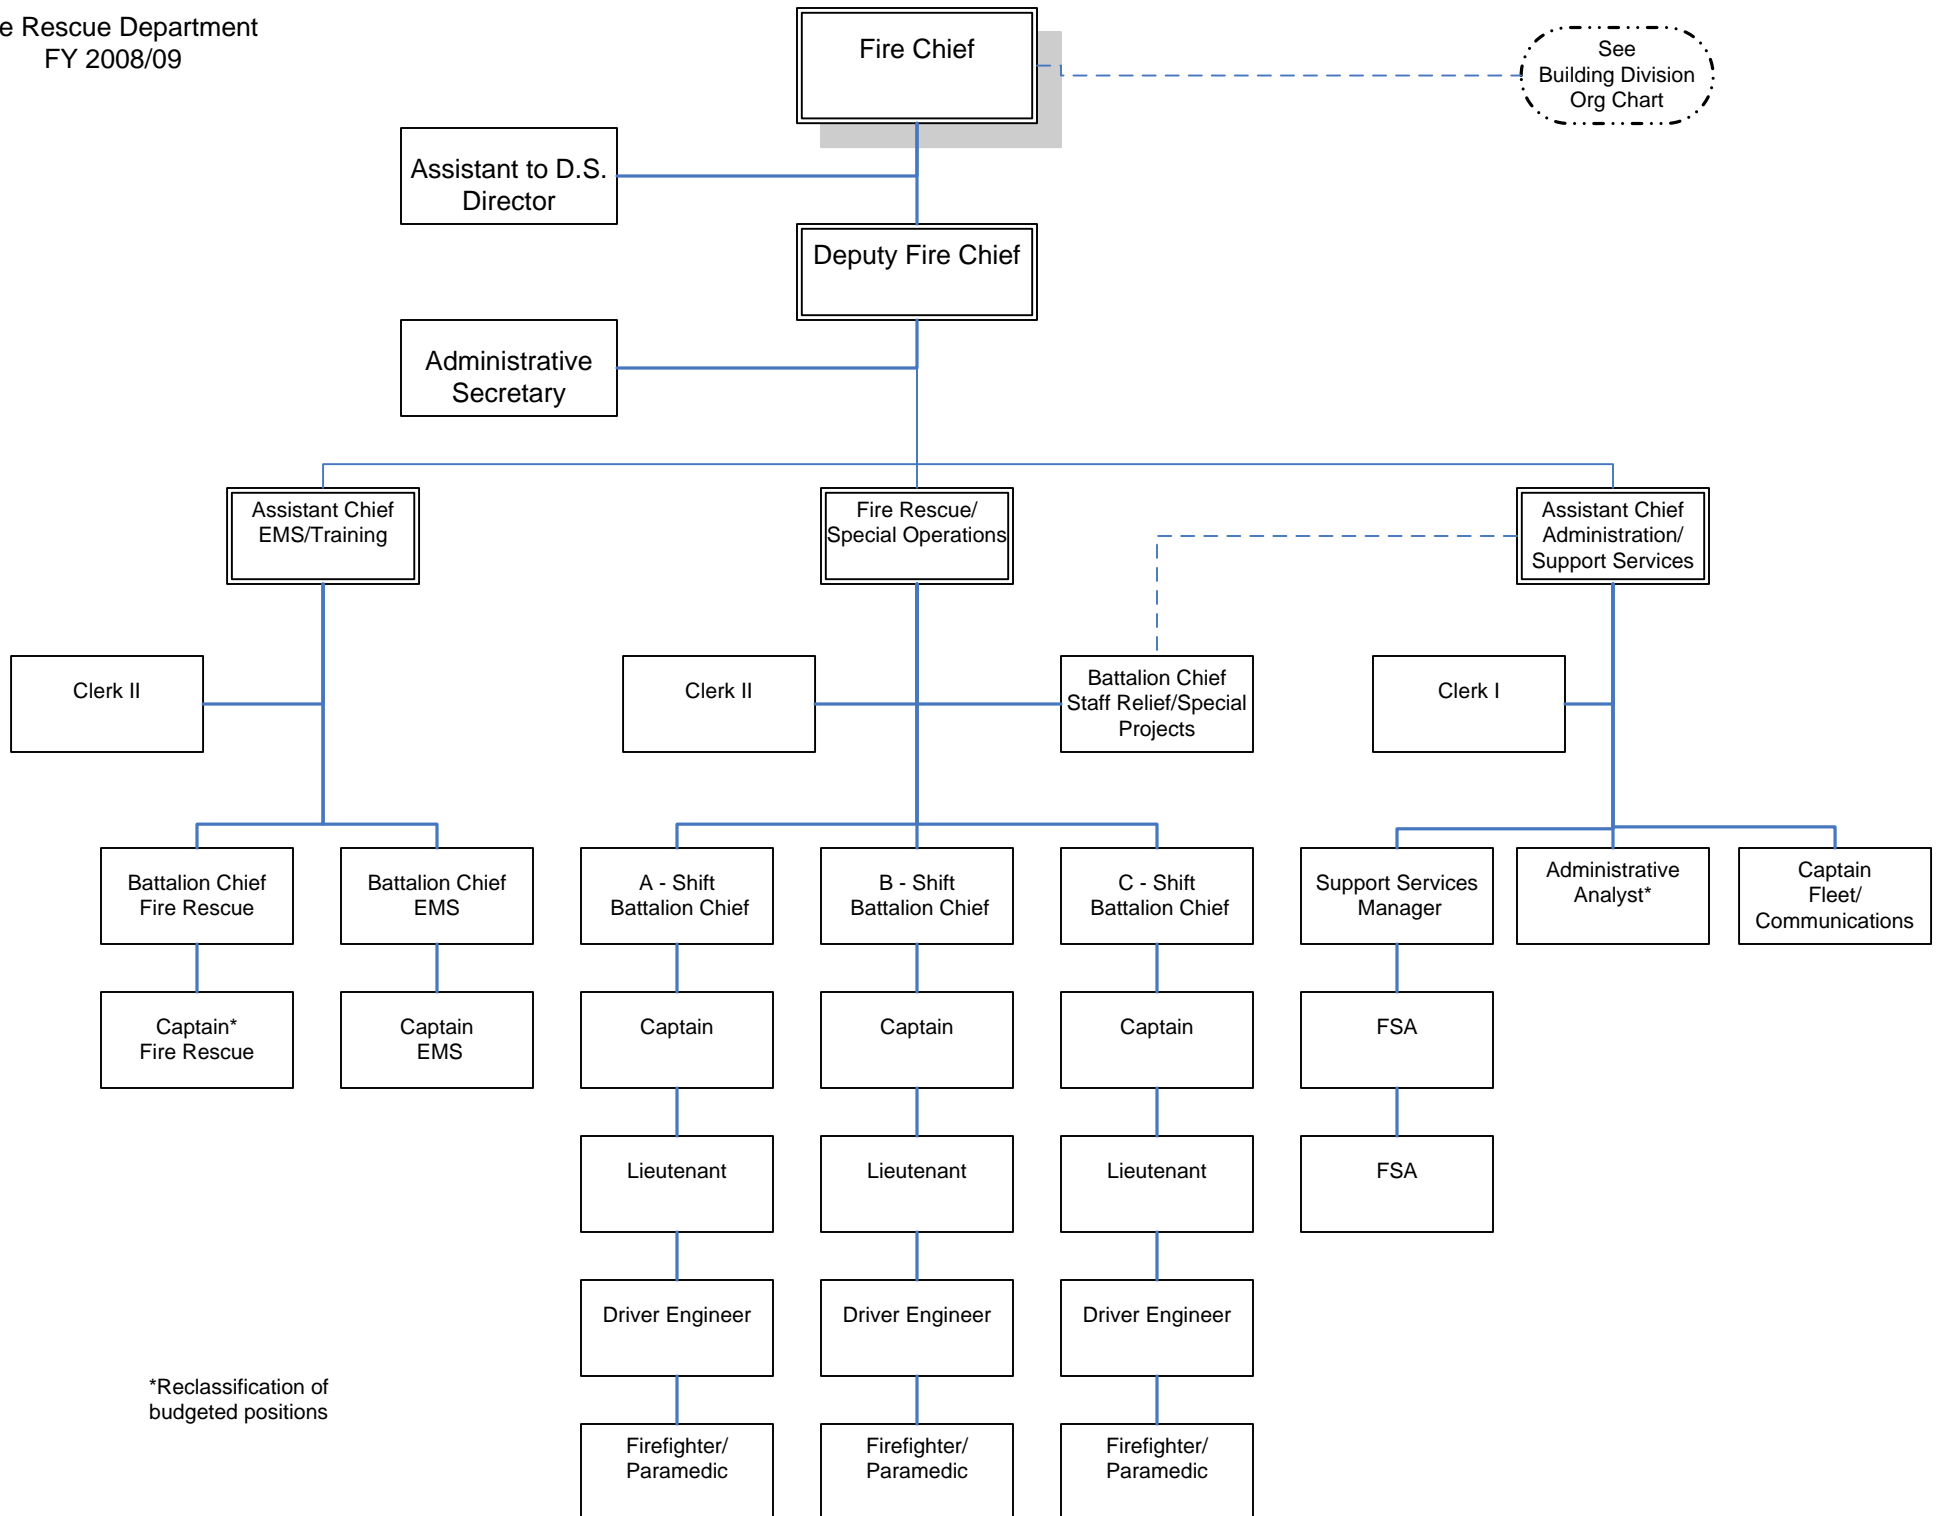 e Rescue Department
FY 2008/09
Fire Chief
See
Building Division
Org Chart
Assistant to D.S.
Director
Deputy Fire Chief
Administrative
Secretary
Assistant Chief
EMS/Training
Fire Rescue/
Special Operations
Assistant Chief
Administration/
Support Services
Clerk II
Clerk II
Battalion Chief
Staff Relief/Special
Projects
Clerk I
Battalion Chief
Fire Rescue
Battalion Chief
EMS
A - Shift
Battalion Chief
B - Shift
Battalion Chief
C - Shift
Battalion Chief
Support Services
Manager
Administrative
Analyst*
Captain
Fleet/
Communications
Captain*
Fire Rescue
Captain
EMS
Captain
Captain
Captain
FSA
Lieutenant
Lieutenant
Lieutenant
FSA
Driver Engineer
Driver Engineer
Driver Engineer
*Reclassification of
budgeted positions
Firefighter/
Paramedic
Firefighter/
Paramedic
Firefighter/
Paramedic